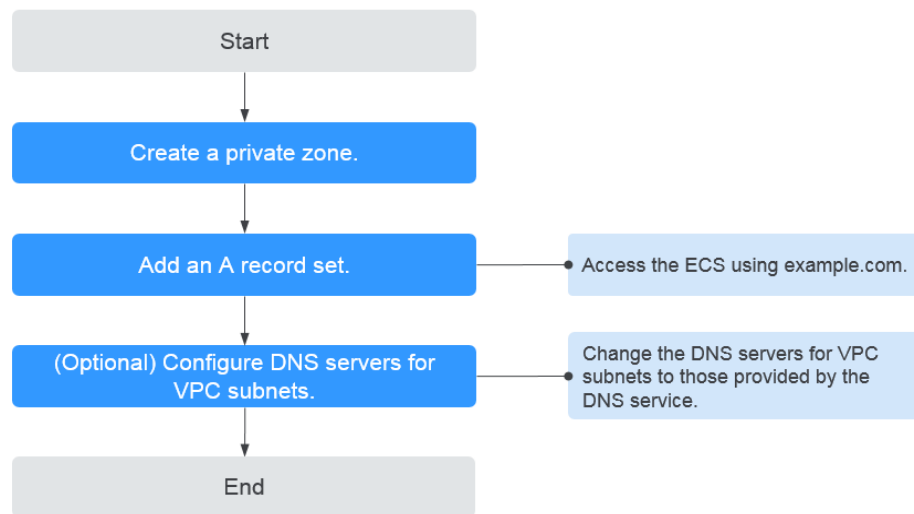 Start
Create a private zone.
Add an A record set.
Access the ECS using example.com.
(Optional) Configure DNS servers for
VPC subnets.
Change the DNS servers for VPC
subnets to those provided by the
DNS service.
End